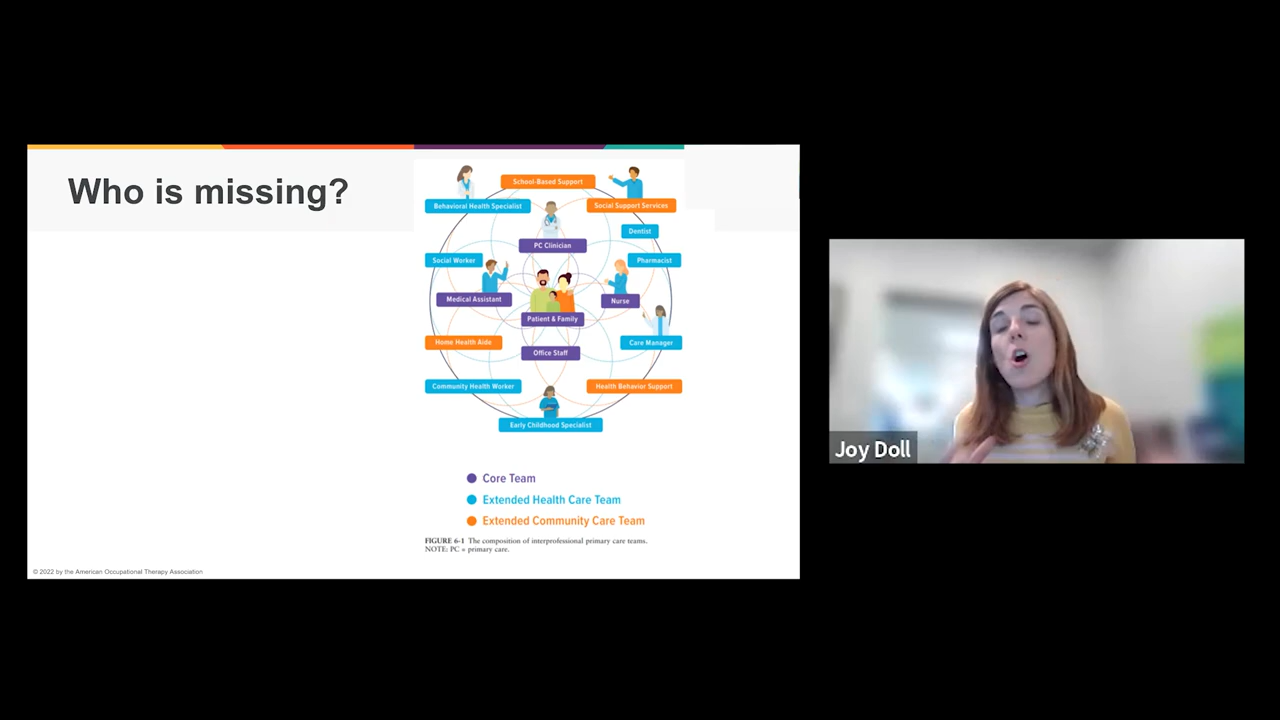 Who is missing?
School-Based Support
Behavioral Health Specialist
Social Support Services
Dentist
PC Clinician
Social Worker
Pharmacist
Medical Assistant
Nurse
Patient & Family
Home Health Aide
Care Manager
Office Staff
Community Health Worker
Health Behavior Support
Early Childhood Specialist
Core Team
Extended Health Care Team
Extended Community Care Team
FIGURE 6-1 The composition of interprofessional primary care teams.
NOTE: PC = primary care.
© 2022 by the American Occupational Therapy Association
Joy Doll